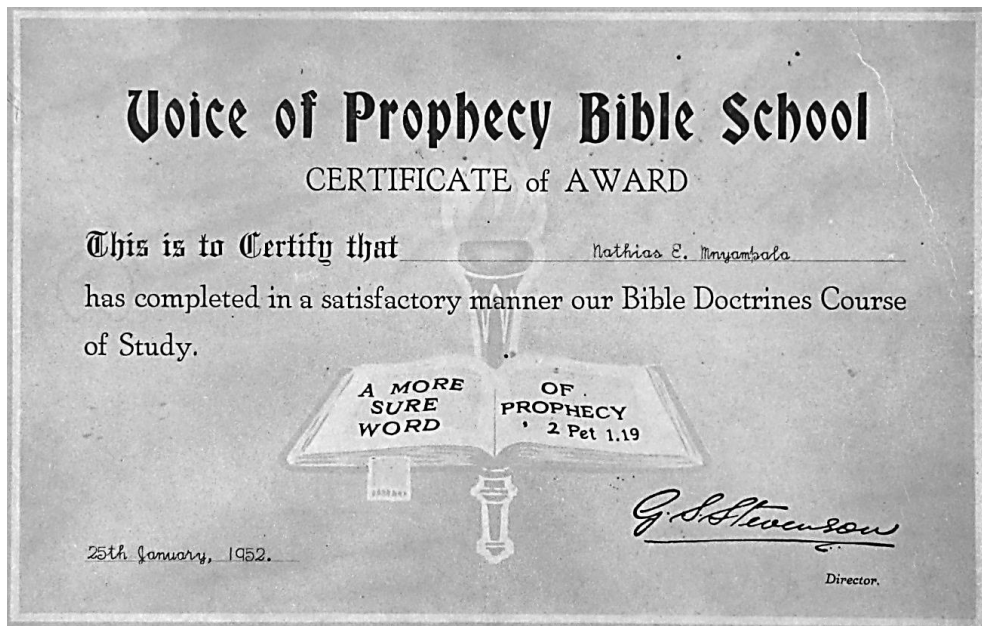 Voice of Prophecy Bible School
CERTIFICATE of AWARD
This is to Certify that Nathias E. Mnyambala
has completed in a satisfactory manner our Bible Doctrines Course
of Study.
A MORE
SURE
WORD
OF
PROPHECY
2 Pet 1.19
G. S. Stevenson
25th January, 1952.
Director.